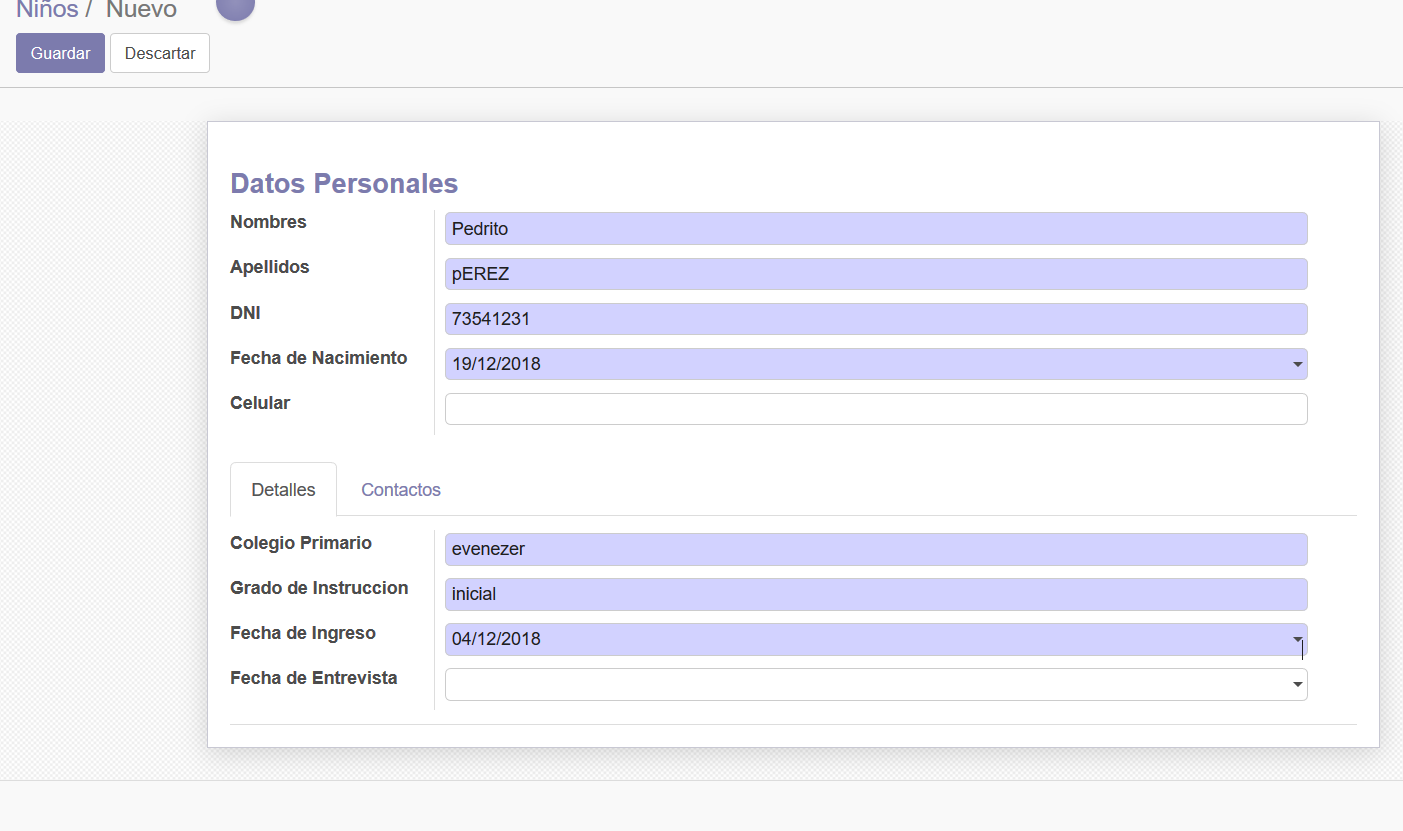 Niños / Nuevo
Guardar Descartar
Datos Personales
Nombres Pedrito
Apellidos pEREZ
DNI 73541231
Fecha de Nacimiento 19/12/2018
Celular
Detalles Contactos
Colegio Primario evenezer
Grado de Instruccion inicial
Fecha de Ingreso 04/12/2018
Fecha de Entrevista